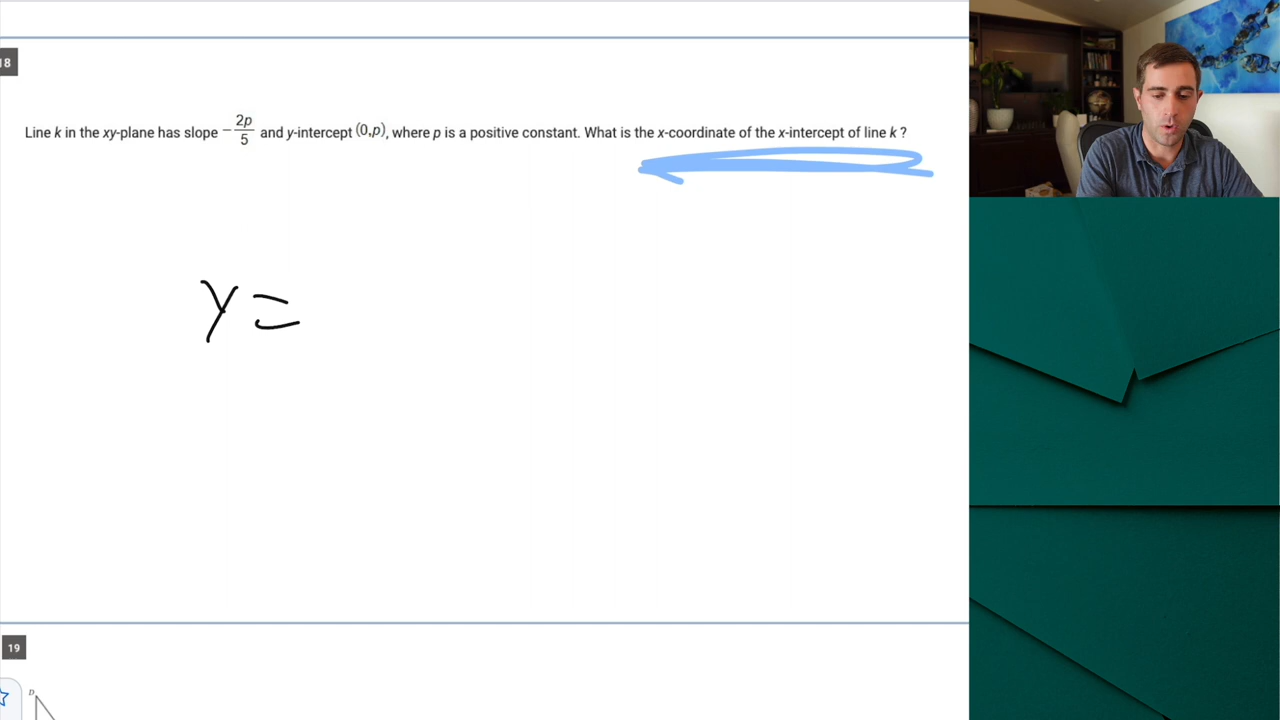 18
Line k in the xy-plane has slope −2p/5 and y-intercept (0,p), where p is a positive constant. What is the x-coordinate of the x-intercept of line k ?
y =
19
D